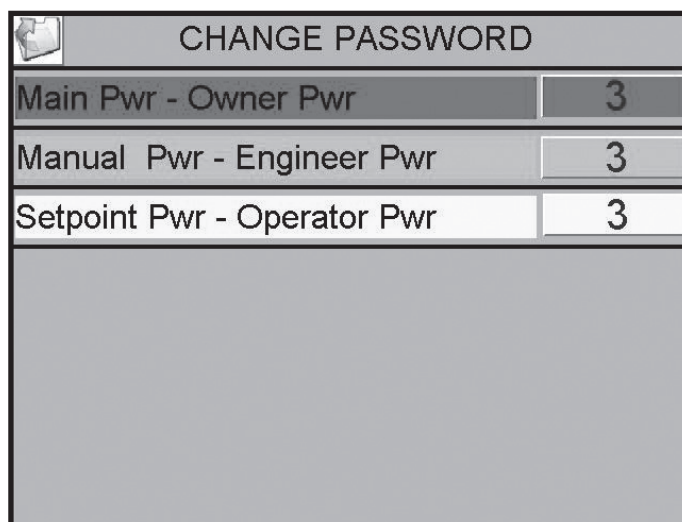 CHANGE PASSWORD
Main Pwr - Owner Pwr 3
Manual Pwr - Engineer Pwr 3
Setpoint Pwr - Operator Pwr 3